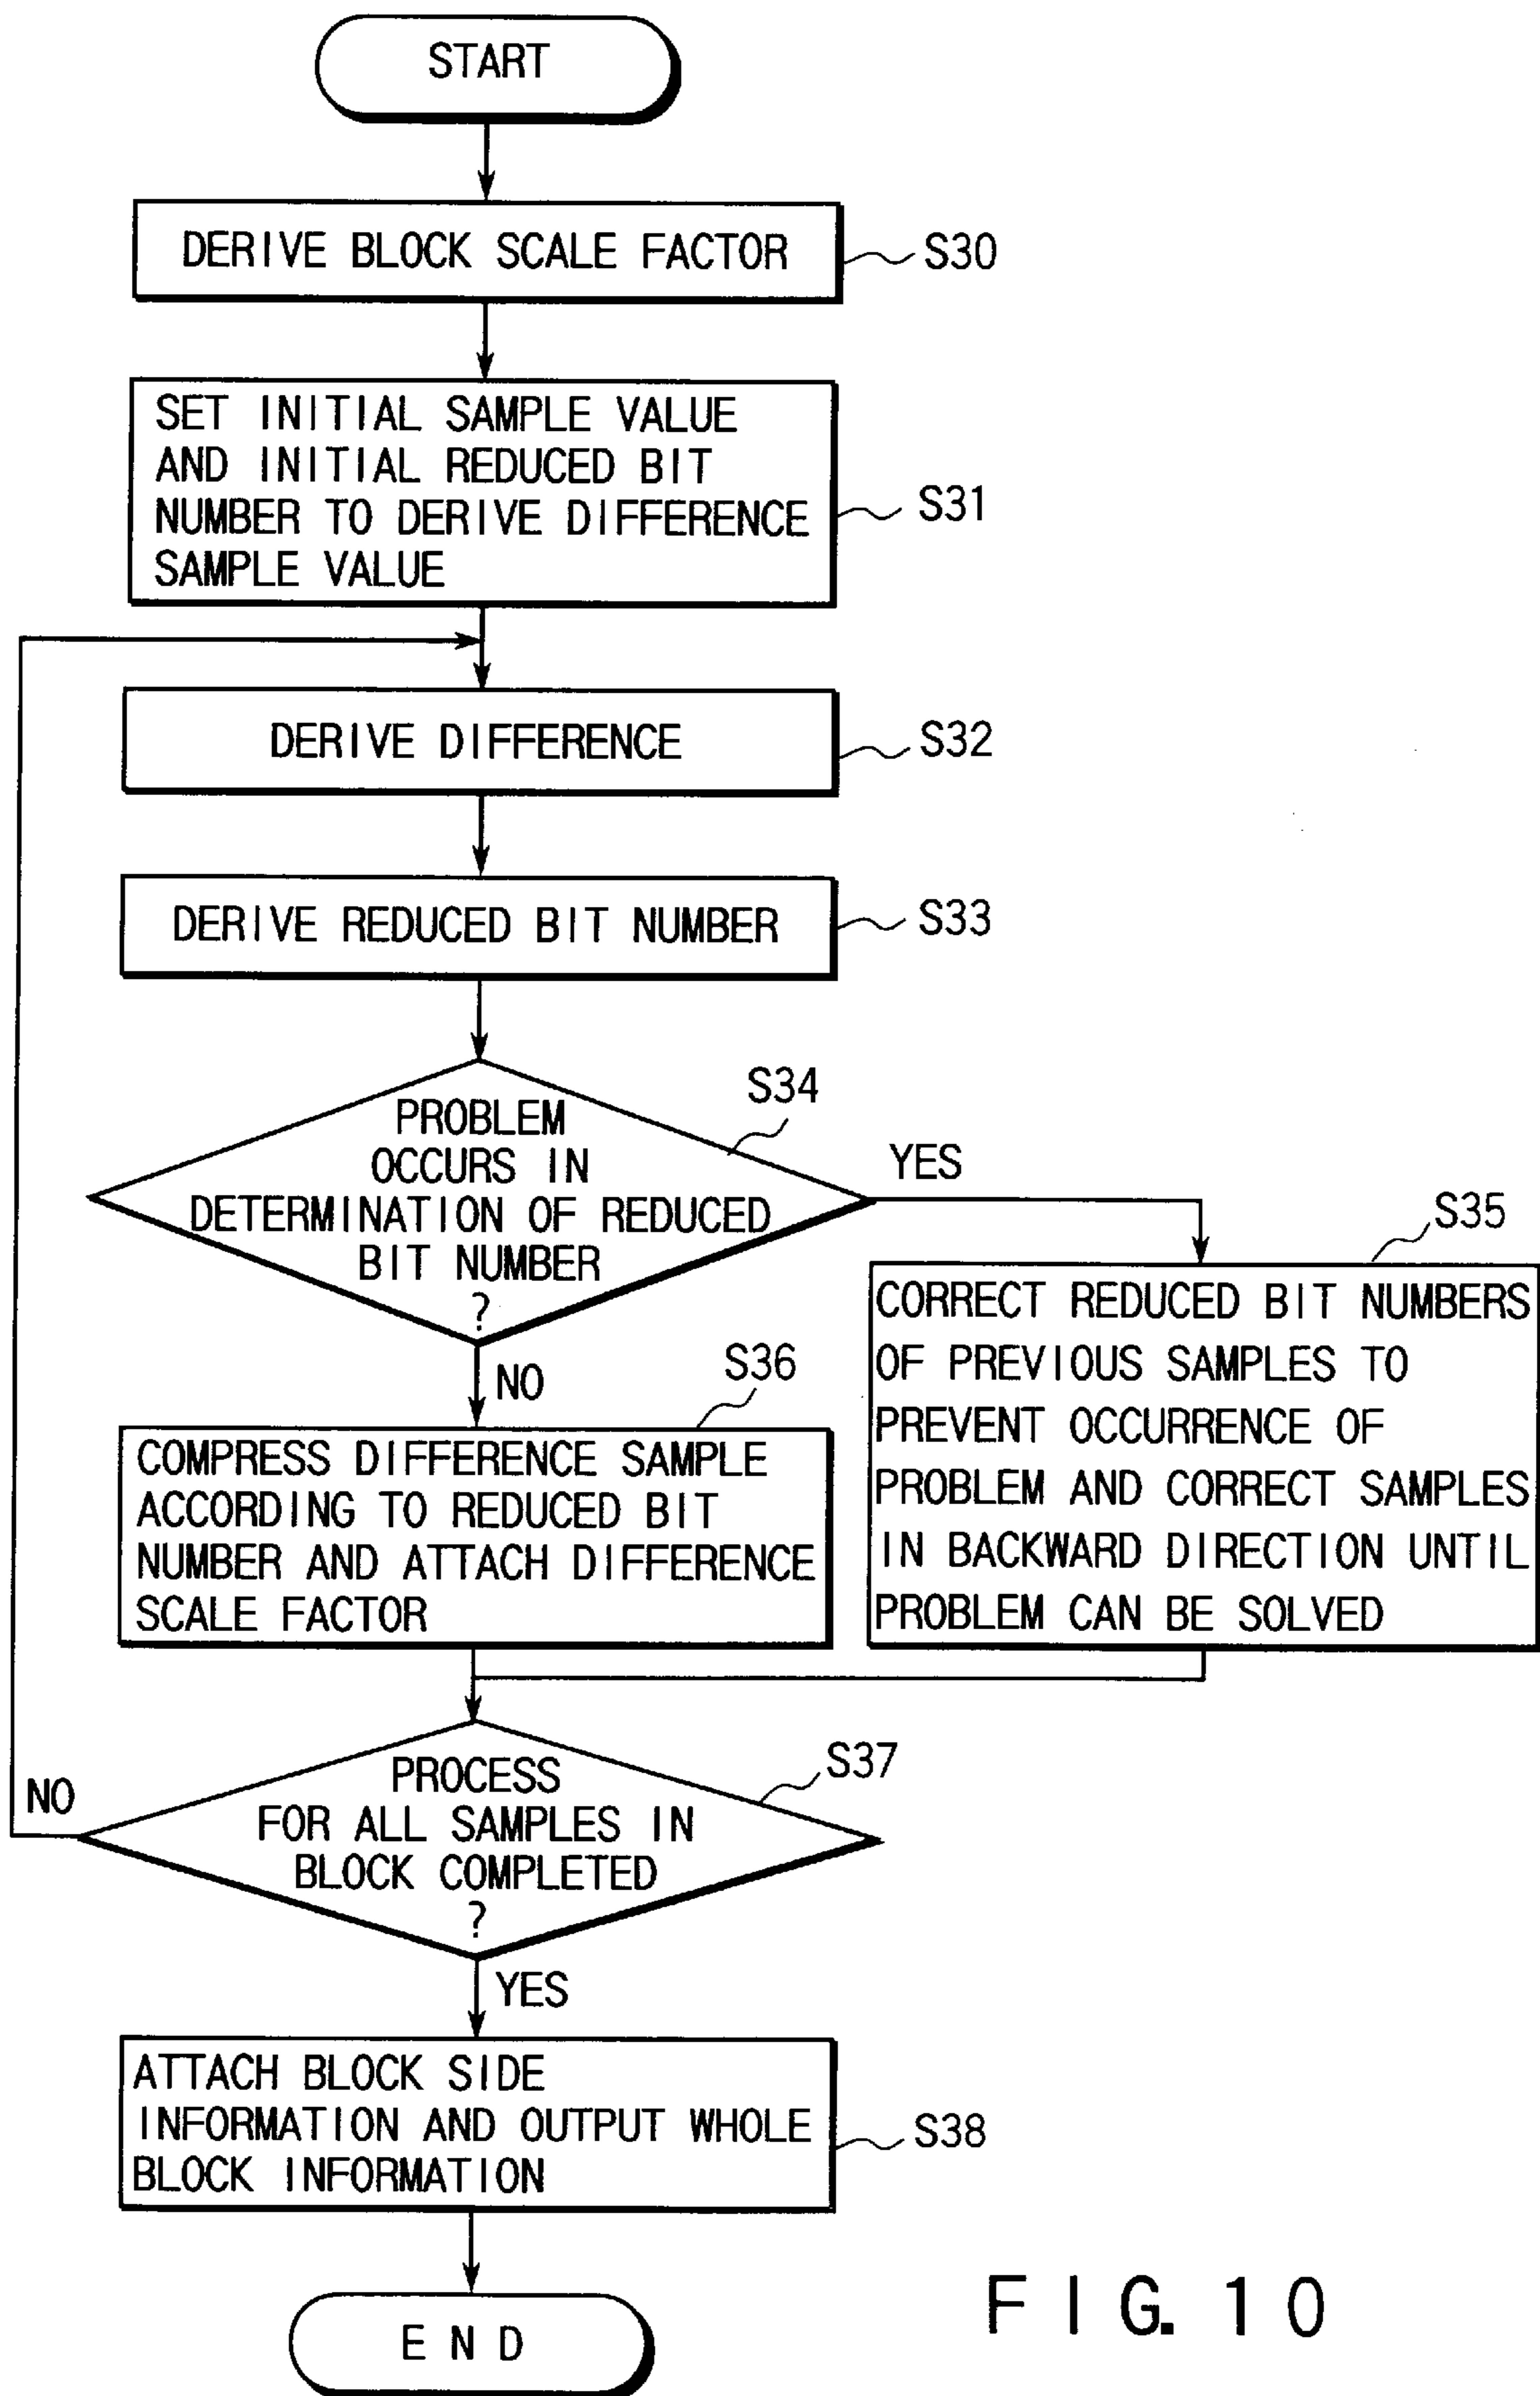 START
DERIVE BLOCK SCALE FACTOR
S30
SET INITIAL SAMPLE VALUE
AND INITIAL REDUCED BIT
NUMBER TO DERIVE DIFFERENCE
SAMPLE VALUE
S31
DERIVE DIFFERENCE
S32
DERIVE REDUCED BIT NUMBER
S33
S34
PROBLEM
OCCURS IN
DETERMINATION OF REDUCED
BIT NUMBER
?
YES
S35
CORRECT REDUCED BIT NUMBERS
OF PREVIOUS SAMPLES TO
PREVENT OCCURRENCE OF
PROBLEM AND CORRECT SAMPLES
IN BACKWARD DIRECTION UNTIL
PROBLEM CAN BE SOLVED
NO
S36
COMPRESS DIFFERENCE SAMPLE
ACCORDING TO REDUCED BIT
NUMBER AND ATTACH DIFFERENCE
SCALE FACTOR
S37
PROCESS
FOR ALL SAMPLES IN
BLOCK COMPLETED
?
NO
YES
ATTACH BLOCK SIDE
INFORMATION AND OUTPUT WHOLE
BLOCK INFORMATION
S38
END
FIG. 10